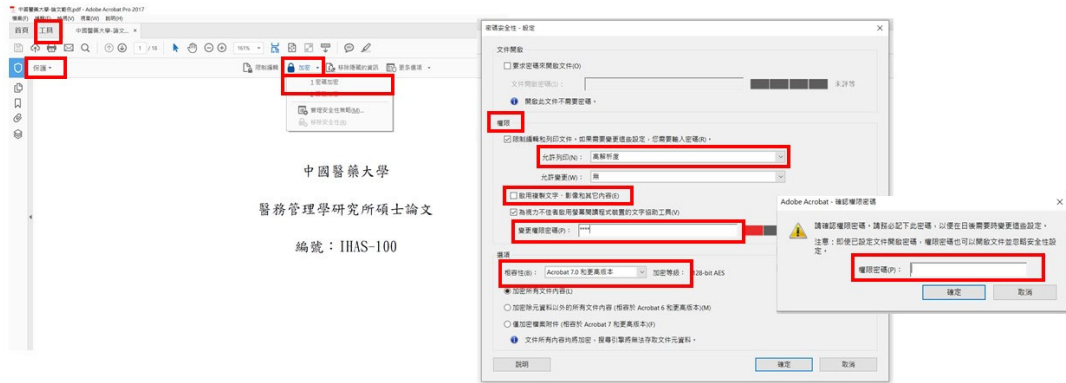 中國醫藥大學-論文範例.pdf - Adobe Acrobat Pro 2017
檔案(F) 編輯(E) 檢視(V) 視窗(W) 說明(H)
首頁 工具 中國醫藥大學-論文... ×
1 / 18 161%
保護 限制編輯 加密 移除隱藏的資訊 更多選項
1 密碼加密
管理安全性策略(M)...
移除安全性(R)
中國醫藥大學
醫務管理學研究所碩士論文
編號：IHAS-100
密碼安全性 - 設定
文件開啟
要求密碼來開啟文件(O)
文件開啟密碼(S)： 未評等
開啟此文件不需要密碼。
權限
限制編輯和列印文件。如果需要變更這些設定，您需要輸入密碼(R)。
允許列印(N)： 高解析度
允許變更(W)： 無
啟用複製文字、影像和其它內容(E)
為視力不佳者啟用螢幕閱讀程式裝置的文字協助工具(V)
變更權限密碼(P)： ****
選項
相容性(B)： Acrobat 7.0 和更高版本 加密等級： 128-bit AES
加密所有文件內容(L)
加密除元資料以外的所有文件內容 (相容於 Acrobat 6 和更高版本)(M)
僅加密檔案附件 (相容於 Acrobat 7 和更高版本)(F)
文件所有內容均將加密，搜尋引擎將無法存取文件元資料。
說明 確定 取消
Adobe Acrobat - 確認權限密碼
請確認權限密碼。請務必記下此密碼，以便在日後需要時變更這些設定。
注意：即使已設定文件開啟密碼，權限密碼也可以開啟文件並忽略安全性設
定。
權限密碼(P)：
確定 取消